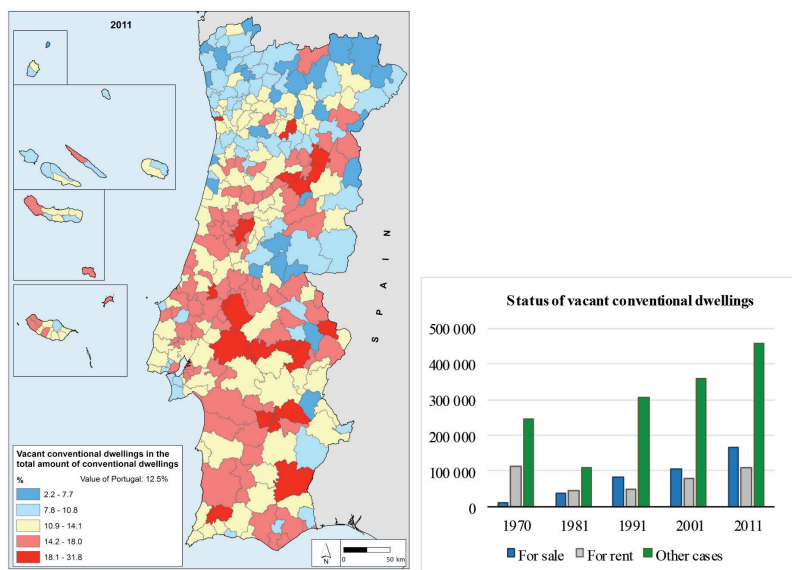 2011
S P A I N
Vacant conventional dwellings in the
total amount of conventional dwellings
% Value of Portugal: 12.5%
2.2 - 7.7
7.8 - 10.8
10.9 - 14.1
14.2 - 18.0
18.1 - 31.8
N
0 50 km
Status of vacant conventional dwellings
500 000
400 000
300 000
200 000
100 000
0
1970 1981 1991 2001 2011
For sale For rent Other cases